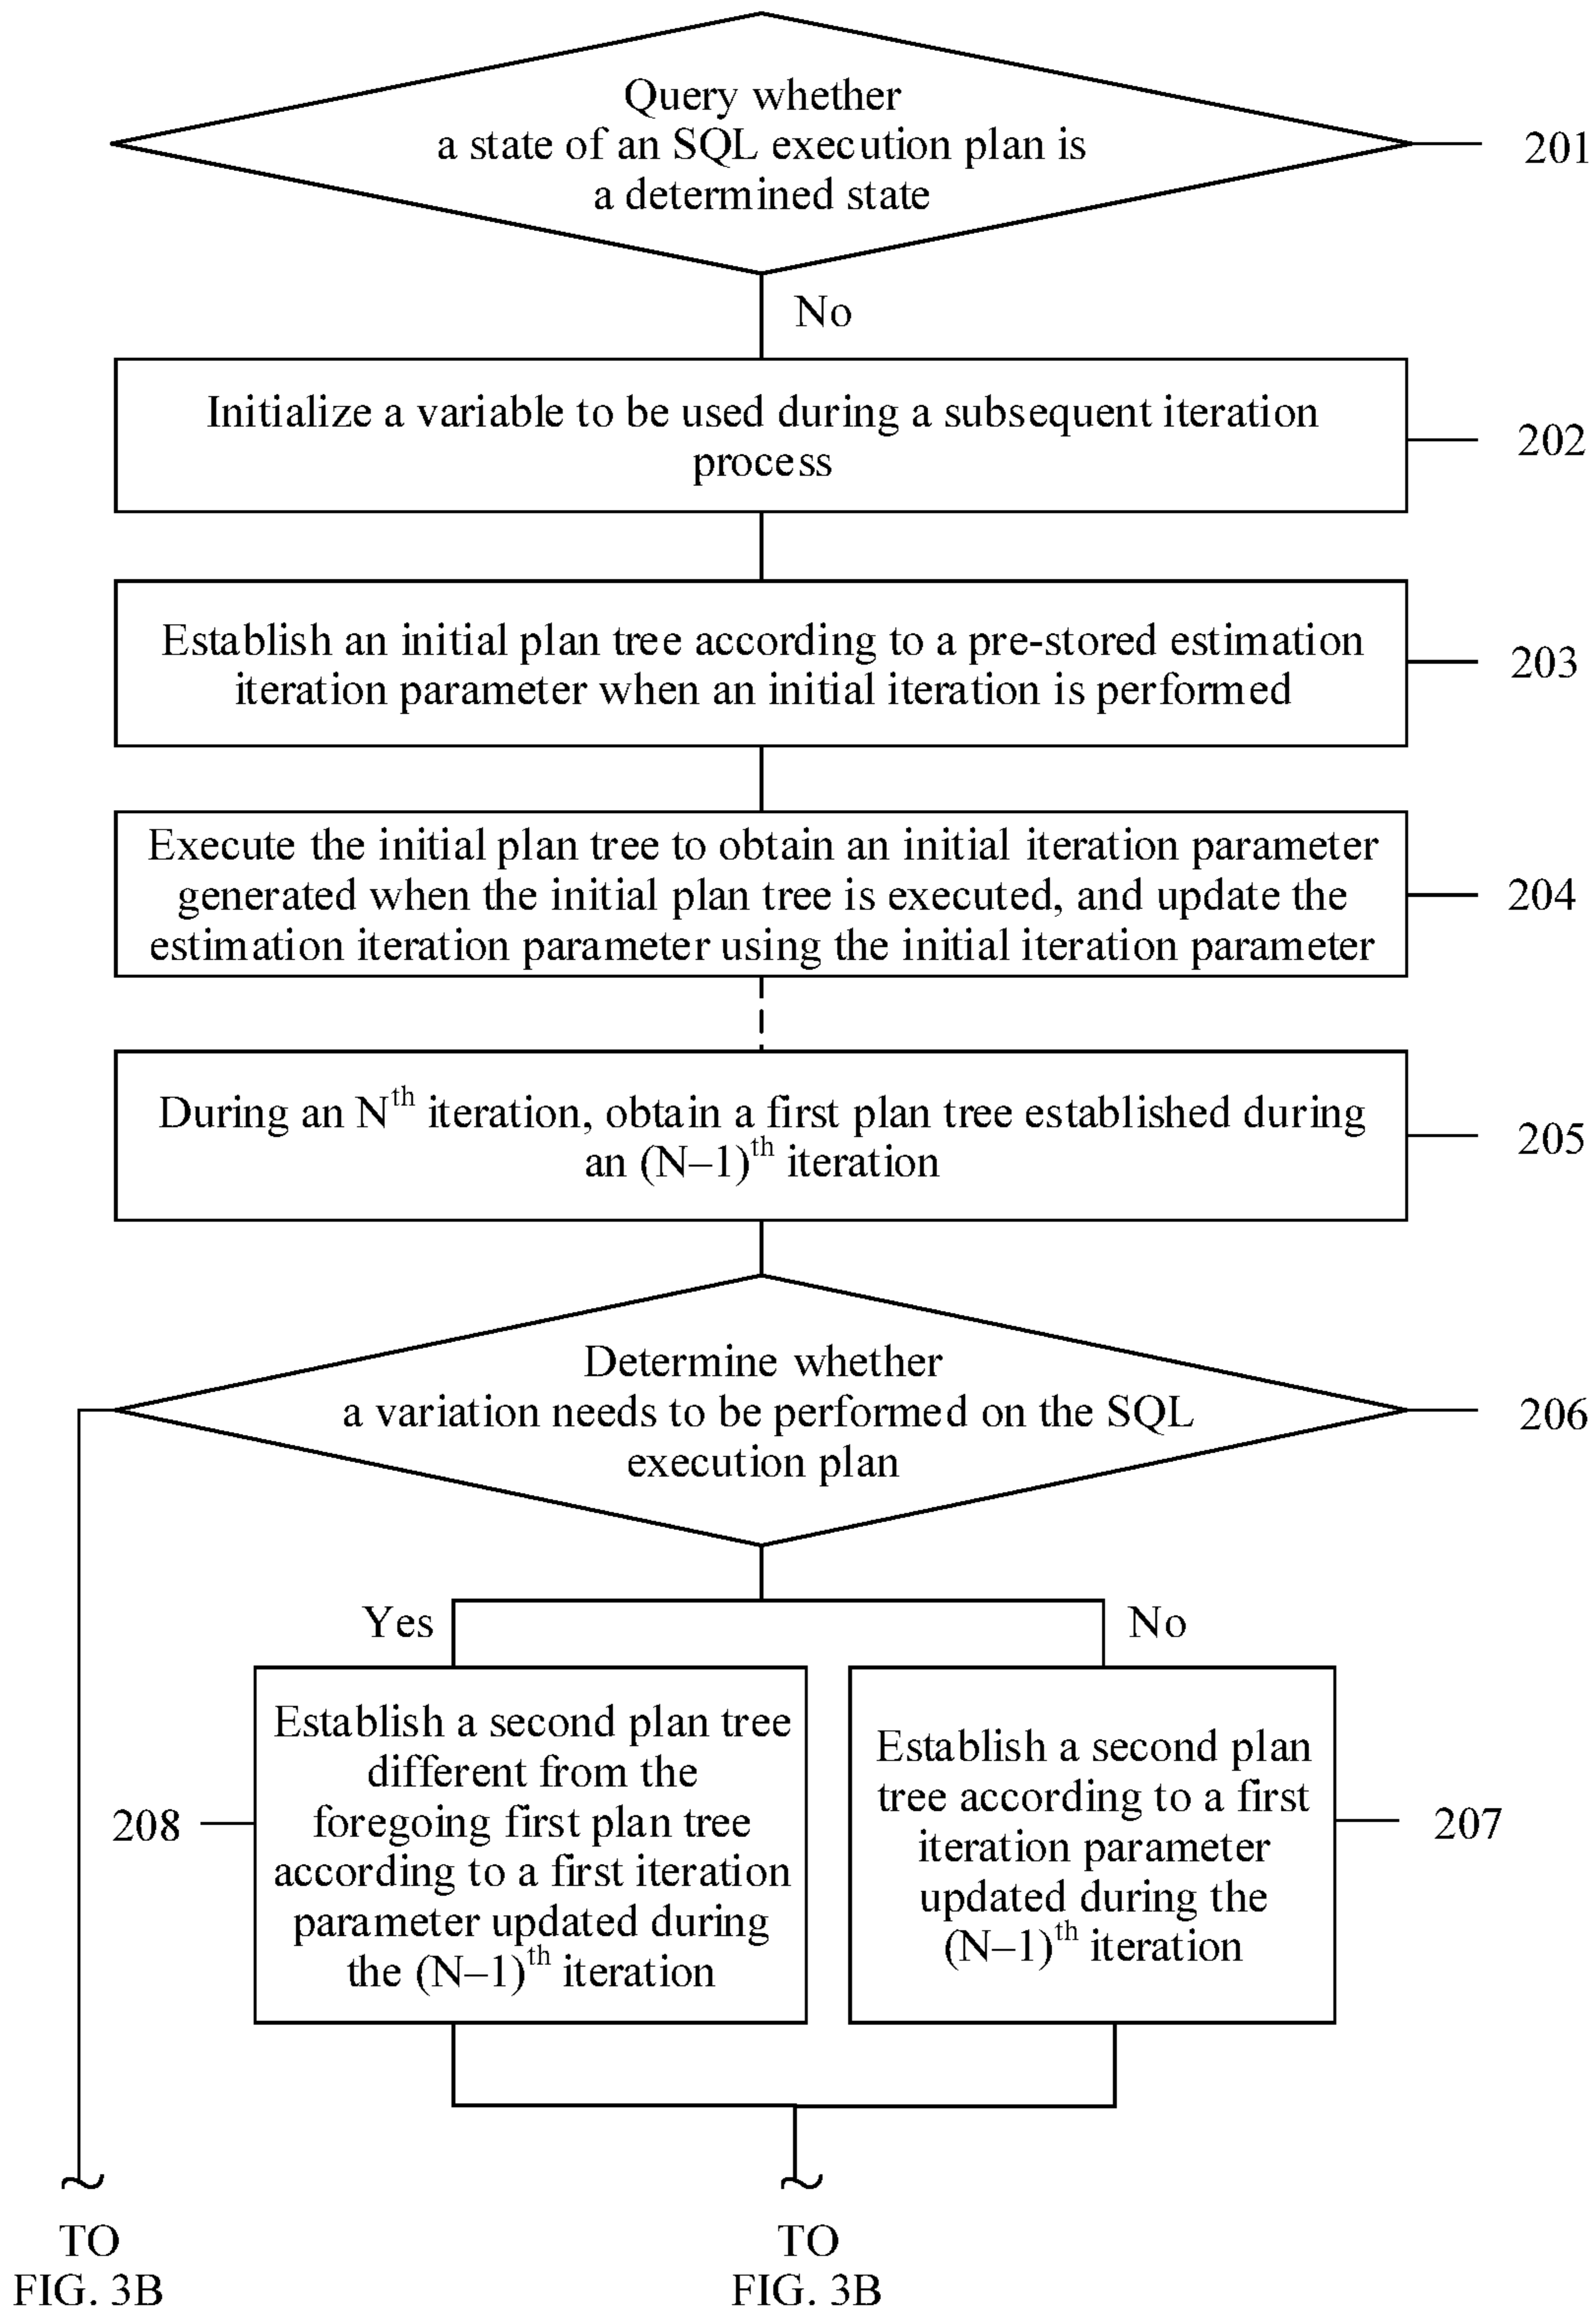 Query whether
a state of an SQL execution plan is
a determined state
201
No
Initialize a variable to be used during a subsequent iteration
process
202
Establish an initial plan tree according to a pre-stored estimation
iteration parameter when an initial iteration is performed
203
Execute the initial plan tree to obtain an initial iteration parameter
generated when the initial plan tree is executed, and update the
estimation iteration parameter using the initial iteration parameter
204
During an Nth iteration, obtain a first plan tree established during
an (N–1)th iteration
205
Determine whether
a variation needs to be performed on the SQL
execution plan
206
Yes
No
Establish a second plan tree
different from the
foregoing first plan tree
according to a first iteration
parameter updated during
the (N–1)th iteration
208
Establish a second plan
tree according to a first
iteration parameter
updated during the
(N–1)th iteration
207
TO
FIG. 3B
TO
FIG. 3B